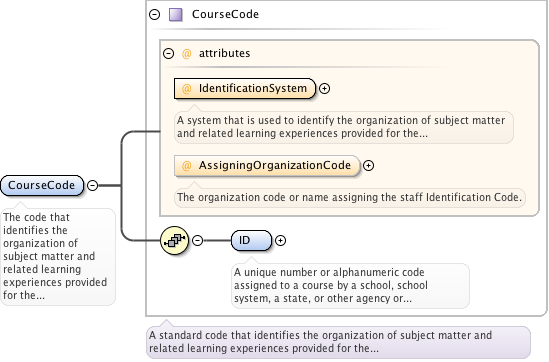 CourseCode
@ attributes
@ IdentificationSystem
A system that is used to identify the organization of subject matter
and related learning experiences provided for the...
@ AssigningOrganizationCode
The organization code or name assigning the staff Identification Code.
CourseCode
The code that
identifies the
organization of
subject matter and
related learning
experiences provided
for the...
ID
A unique number or alphanumeric code
assigned to a course by a school, school
system, a state, or other agency or...
A standard code that identifies the organization of subject matter and
related learning experiences provided for the...